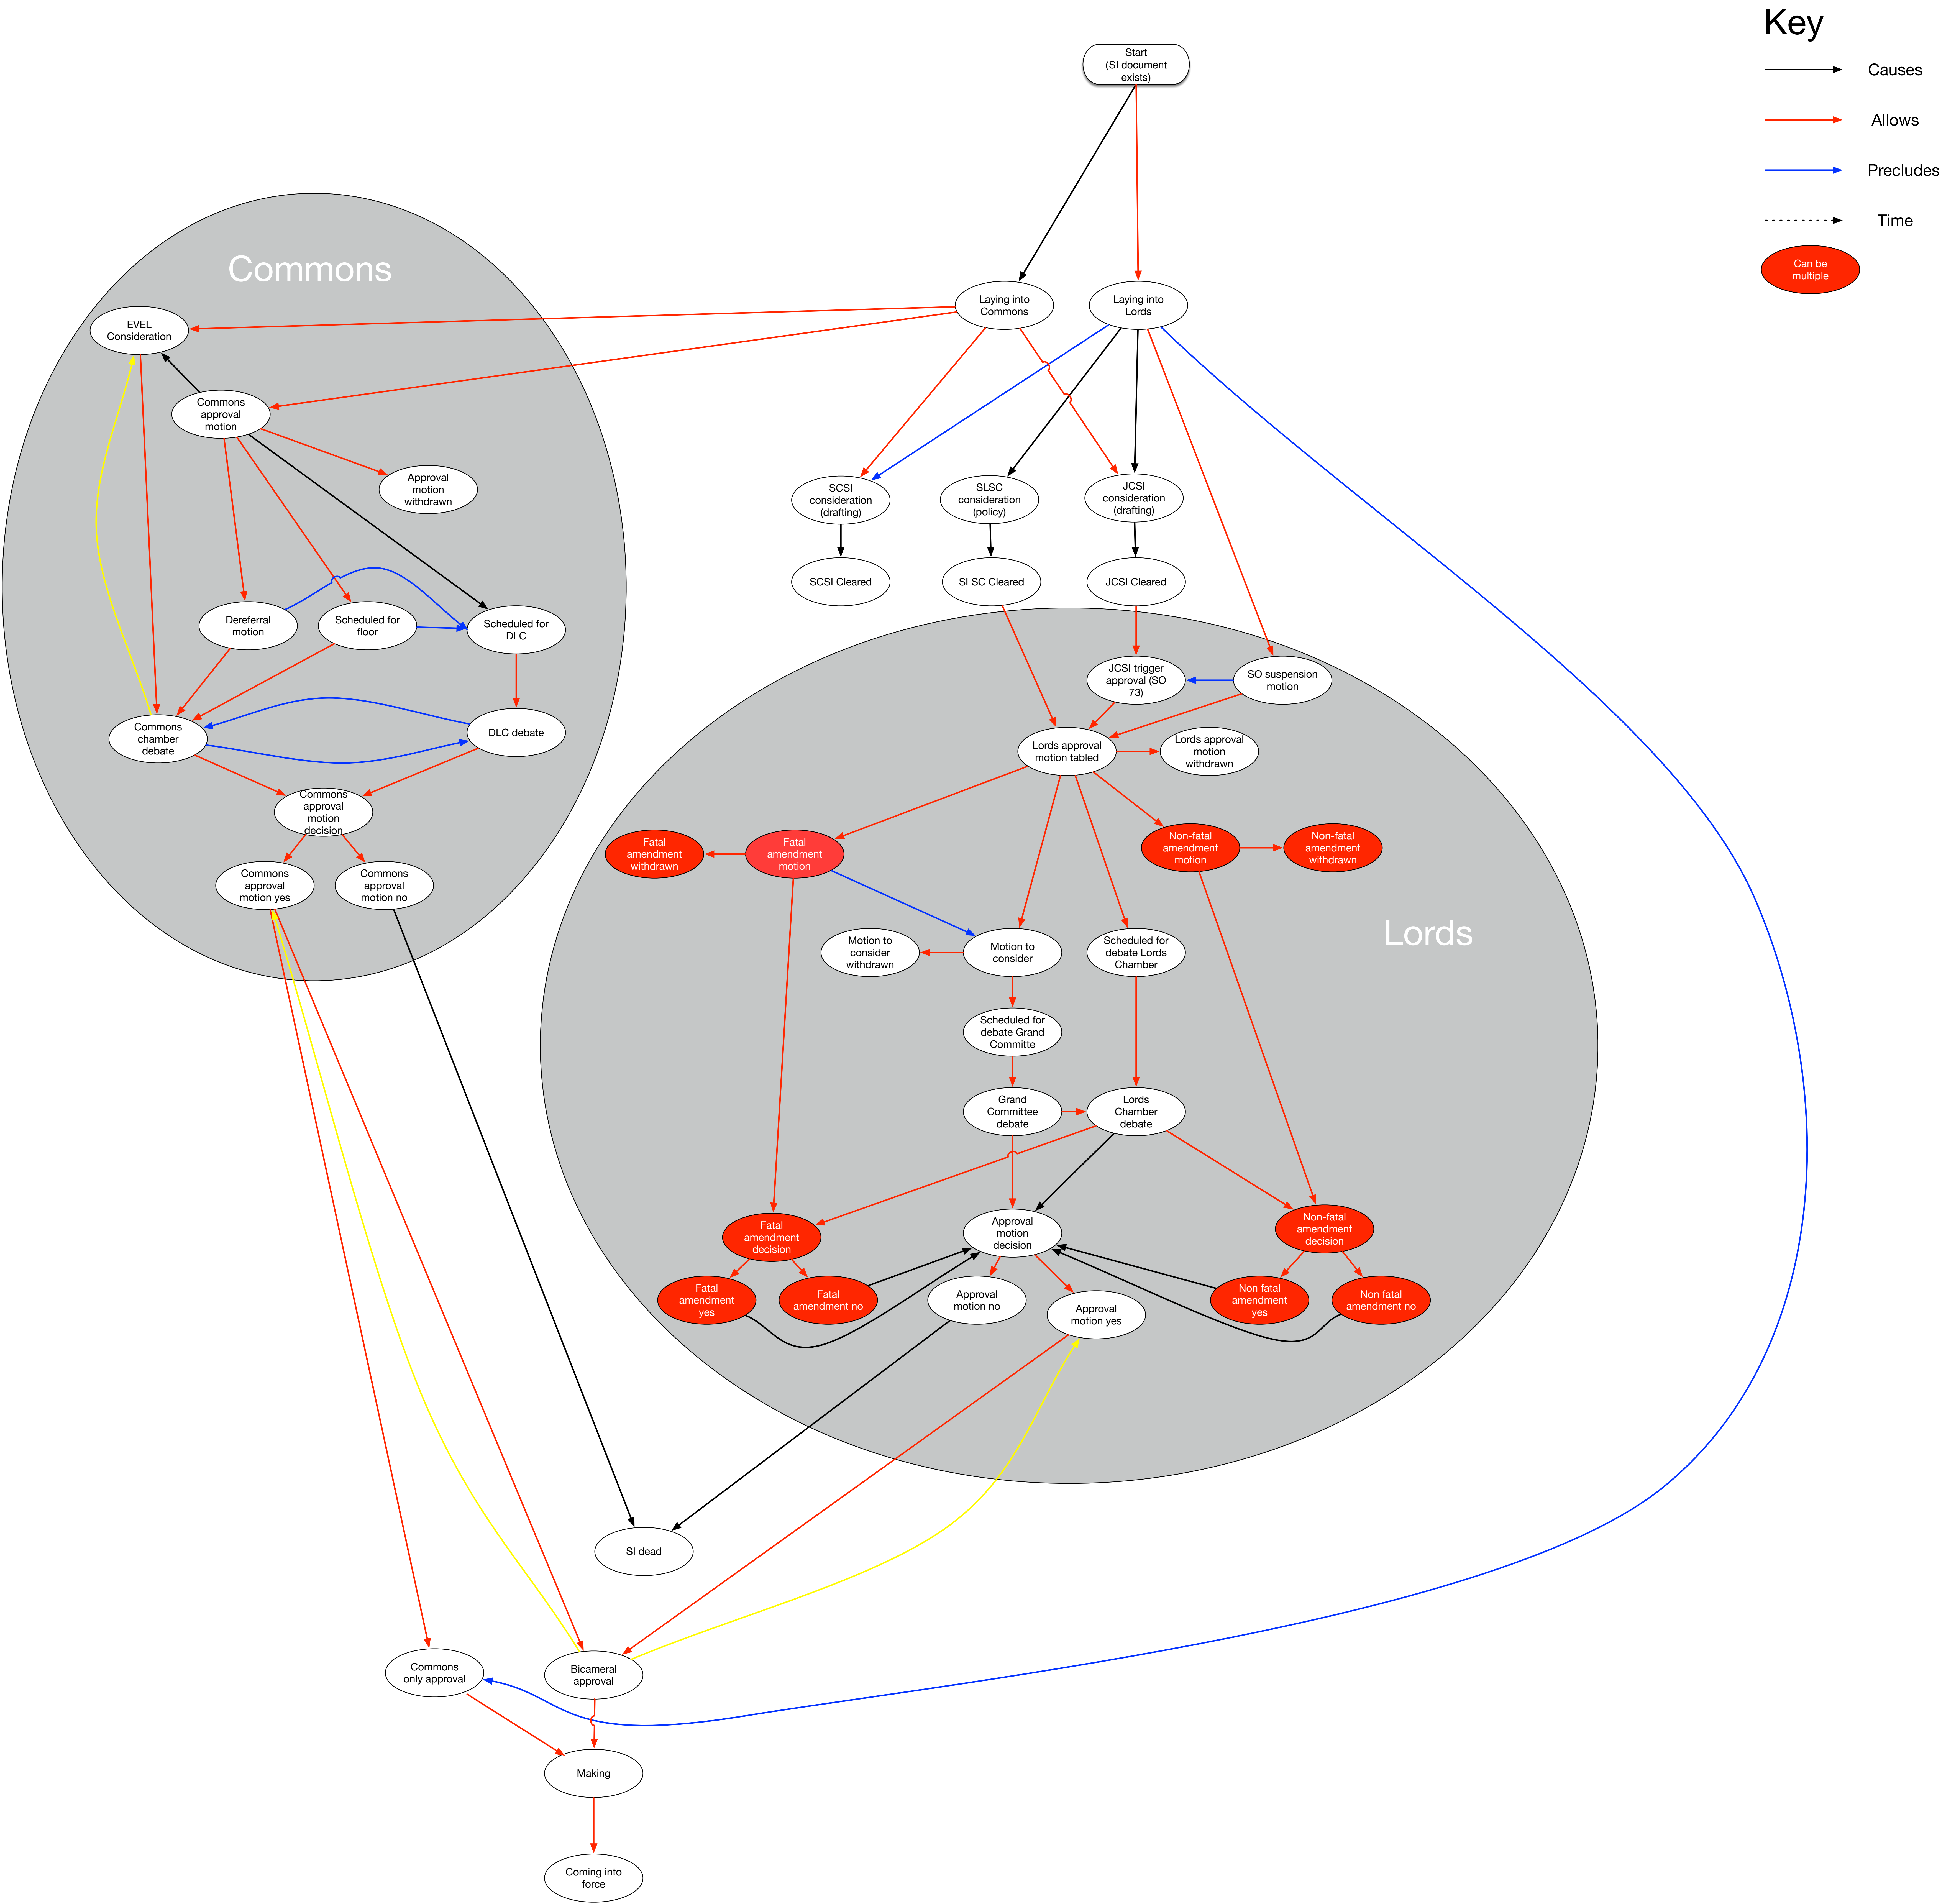 Key
Start
(SI document
exists)
Causes
Allows
Precludes
Time
Can be
multiple
Commons
Laying into
Commons
Laying into
Lords
EVEL
Consideration
Commons
approval
motion
Approval
motion
withdrawn
SCSI
consideration
(drafting)
SLSC
consideration
(policy)
JCSI
consideration
(drafting)
SCSI Cleared
SLSC Cleared
JCSI Cleared
Dereferral
motion
Scheduled for
floor
Scheduled for
DLC
JCSI trigger
approval (SO
73)
SO suspension
motion
Commons
chamber
debate
DLC debate
Lords approval
motion tabled
Lords approval
motion
withdrawn
Commons
approval
motion
decision
Commons
approval
motion yes
Commons
approval
motion no
Fatal
amendment
withdrawn
Fatal
amendment
motion
Non-fatal
amendment
motion
Non-fatal
amendment
withdrawn
Lords
Motion to
consider
withdrawn
Motion to
consider
Scheduled for
debate Lords
Chamber
Scheduled for
debate Grand
Committe
Grand
Committee
debate
Lords
Chamber
debate
Fatal
amendment
decision
Approval
motion
decision
Non-fatal
amendment
decision
Fatal
amendment
yes
Fatal
amendment no
Approval
motion no
Approval
motion yes
Non fatal
amendment
yes
Non fatal
amendment no
SI dead
Commons
only approval
Bicameral
approval
Making
Coming into
force